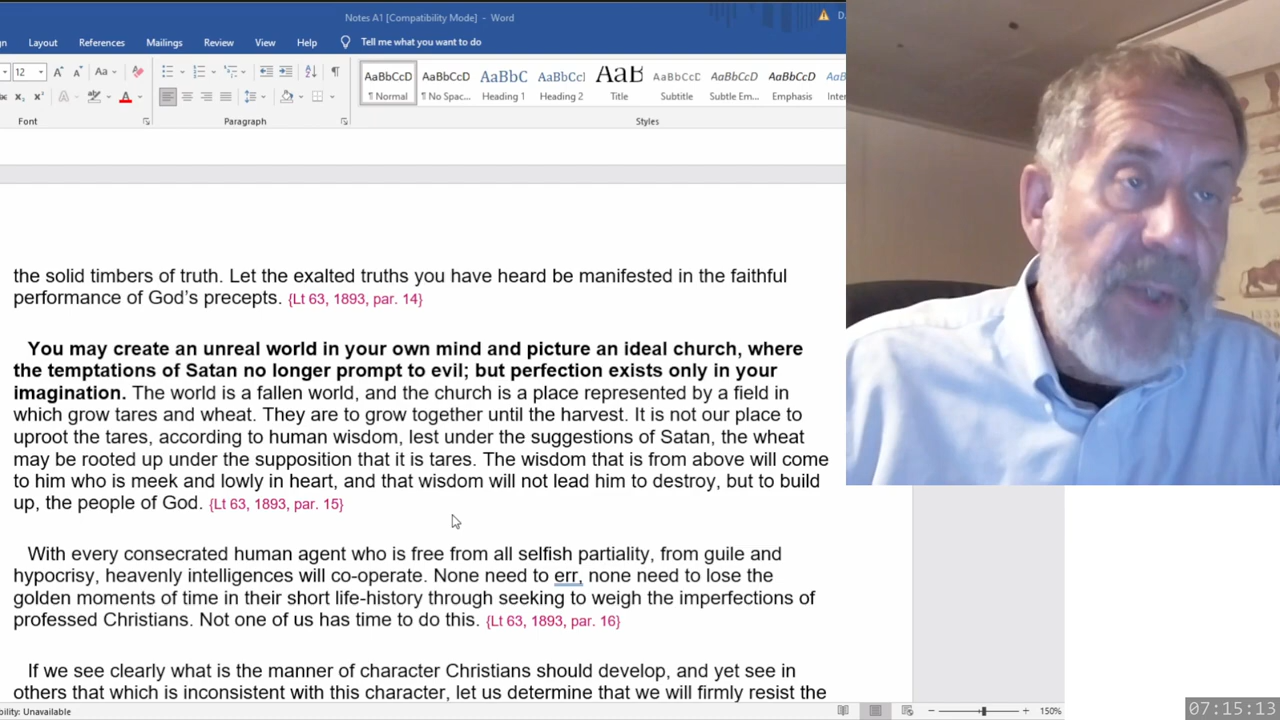 Notes A1 [Compatibility Mode] - Word
Layout References Mailings Review View Help Tell me what you want to do
12 Aa
AaBbCcD AaBbCcD AaBbC AaBbCcI AaB AaBbCcD AaBbCcD AaBbCcD
¶ Normal ¶ No Spac... Heading 1 Heading 2 Title Subtitle Subtle Em... Emphasis
Font Paragraph Styles
the solid timbers of truth. Let the exalted truths you have heard be manifested in the faithful
performance of God's precepts. {Lt 63, 1893, par. 14}
You may create an unreal world in your own mind and picture an ideal church, where
the temptations of Satan no longer prompt to evil; but perfection exists only in your
imagination. The world is a fallen world, and the church is a place represented by a field in
which grow tares and wheat. They are to grow together until the harvest. It is not our place to
uproot the tares, according to human wisdom, lest under the suggestions of Satan, the wheat
may be rooted up under the supposition that it is tares. The wisdom that is from above will come
to him who is meek and lowly in heart, and that wisdom will not lead him to destroy, but to build
up, the people of God. {Lt 63, 1893, par. 15}
With every consecrated human agent who is free from all selfish partiality, from guile and
hypocrisy, heavenly intelligences will co-operate. None need to err, none need to lose the
golden moments of time in their short life-history through seeking to weigh the imperfections of
professed Christians. Not one of us has time to do this. {Lt 63, 1893, par. 16}
If we see clearly what is the manner of character Christians should develop, and yet see in
others that which is inconsistent with this character, let us determine that we will firmly resist the
bility: Unavailable 150%
07:15:13